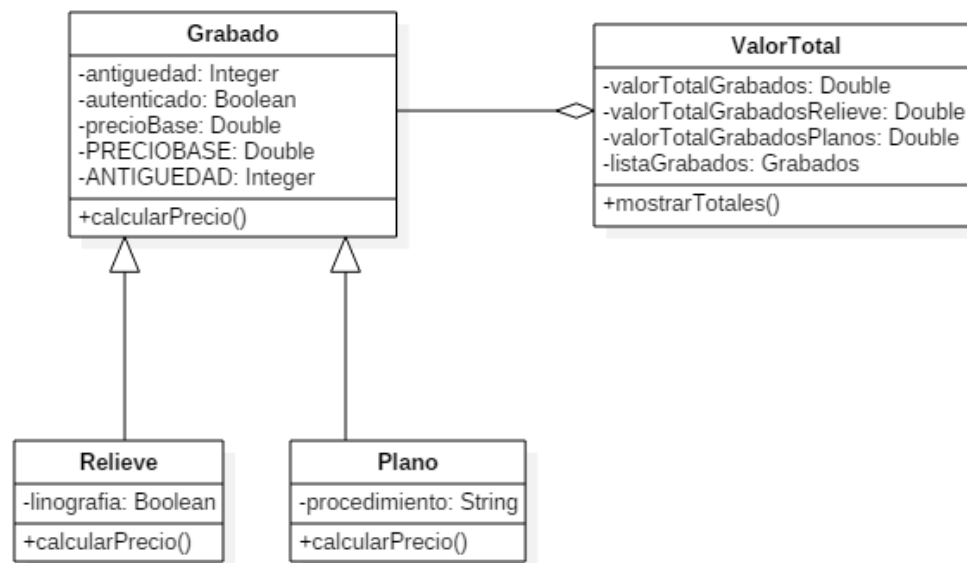 Grabado
-antiguedad: Integer
-autenticado: Boolean
-precioBase: Double
-PRECIOBASE: Double
-ANTIGUEDAD: Integer
+calcularPrecio()
ValorTotal
-valorTotalGrabados: Double
-valorTotalGrabadosRelieve: Double
-valorTotalGrabadosPlanos: Double
-listaGrabados: Grabados
+mostrarTotales()
Relieve
-linografia: Boolean
+calcularPrecio()
Plano
-procedimiento: String
+calcularPrecio()